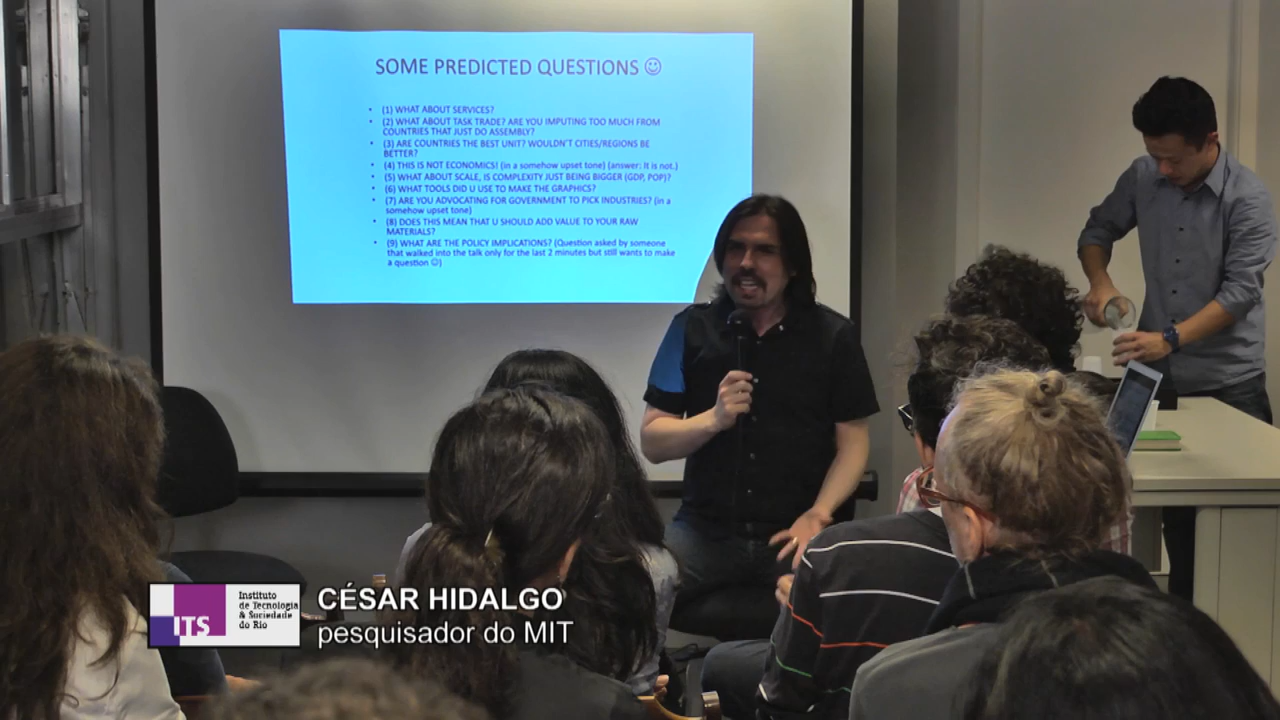 SOME PREDICTED QUESTIONS ☺
• (1) WHAT ABOUT SERVICES?
• (2) WHAT ABOUT TASK TRADE? ARE YOU IMPUTING TOO MUCH FROM
COUNTRIES THAT JUST DO ASSEMBLY?
• (3) ARE COUNTRIES THE BEST UNIT? WOULDN'T CITIES/REGIONS BE
BETTER?
• (4) THIS IS NOT ECONOMICS! (in a somehow upset tone) (answer: It is not.)
• (5) WHAT ABOUT SCALE, IS COMPLEXITY JUST BEING BIGGER (GDP, POP)?
• (6) WHAT TOOLS DID U USE TO MAKE THE GRAPHICS?
• (7) ARE YOU ADVOCATING FOR GOVERNMENT TO PICK INDUSTRIES? (in a
somehow upset tone)
• (8) DOES THIS MEAN THAT U SHOULD ADD VALUE TO YOUR RAW
MATERIALS?
• (9) WHAT ARE THE POLICY IMPLICATIONS? (Question asked by someone
that walked into the talk only for the last 2 minutes but still wants to make
a question ☺)
ITS
Instituto
de Tecnologia
& Sociedade
do Rio
CÉSAR HIDALGO
pesquisador do MIT